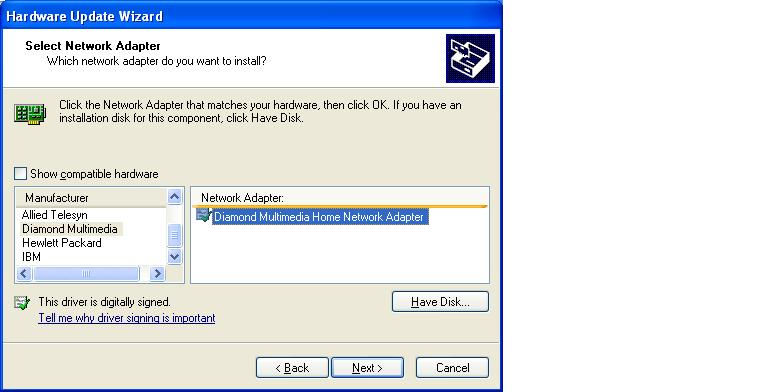 Hardware Update Wizard
Select Network Adapter
Which network adapter do you want to install?
Click the Network Adapter that matches your hardware, then click OK. If you have an
installation disk for this component, click Have Disk.
Show compatible hardware
Manufacturer
Allied Telesyn
Diamond Multimedia
Hewlett Packard
IBM
Network Adapter:
Diamond Multimedia Home Network Adapter
This driver is digitally signed.
Tell me why driver signing is important
Have Disk...
< Back
Next >
Cancel